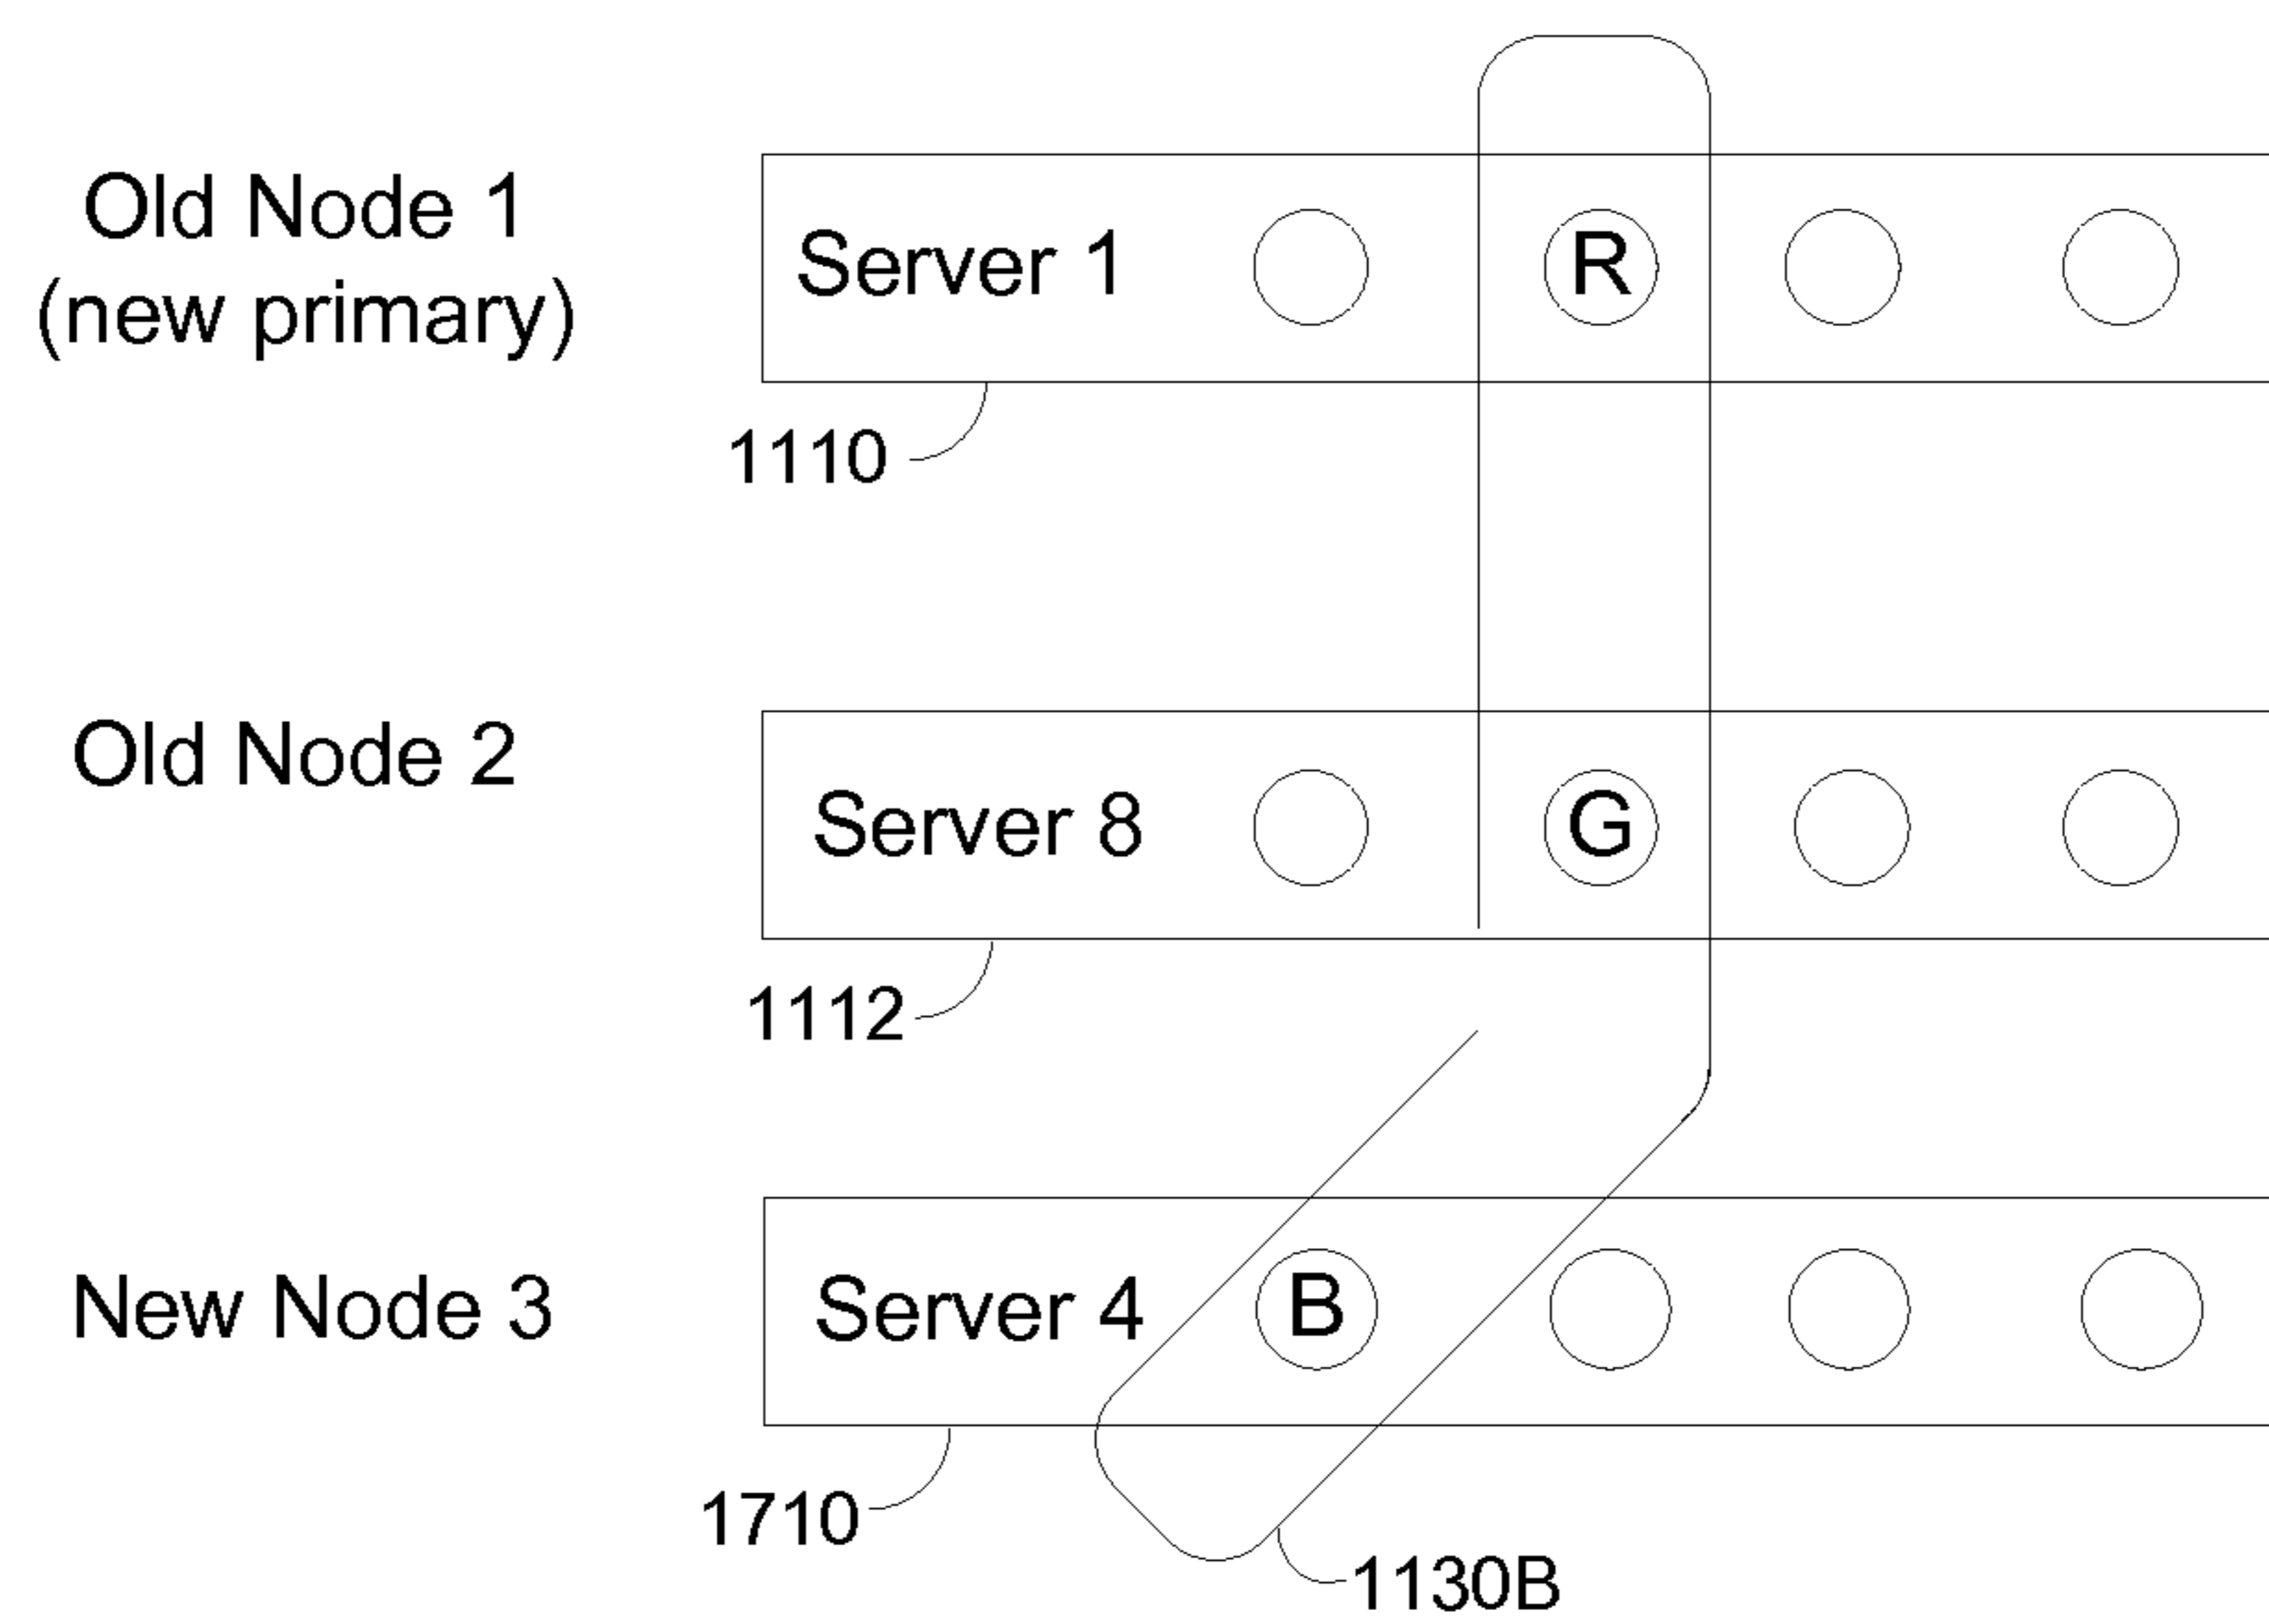 Old Node 1
(new primary)
Server 1 R
1110
Old Node 2
Server 8 G
1112
New Node 3
Server 4 B
1710
1130B